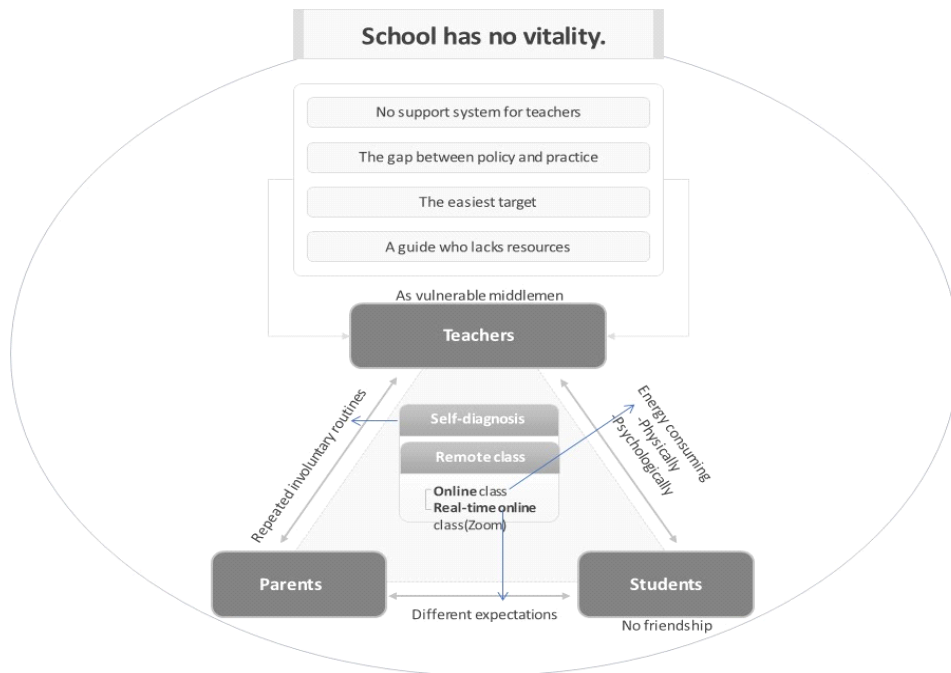 School has no vitality.
No support system for teachers
The gap between policy and practice
The easiest target
A guide who lacks resources
As vulnerable middlemen
Teachers
Repeated involuntary routines
Self-diagnosis
Remote class
Online class
Real-time online
class(Zoom)
Energy consuming
-Physically
-Psychologically
Parents
Students
Different expectations
No friendship